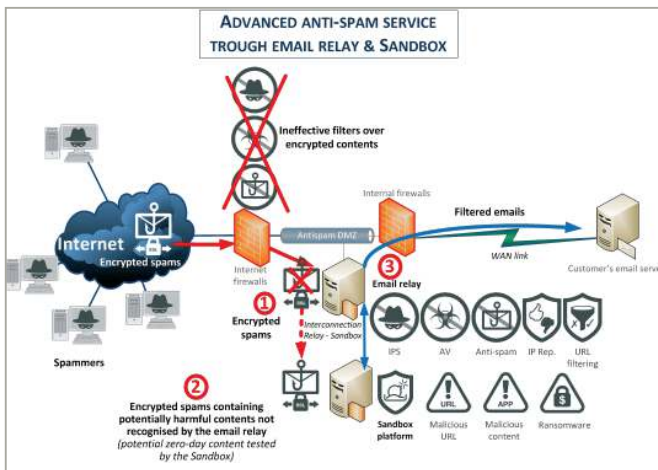 ADVANCED ANTI-SPAM SERVICE
TROUGH EMAIL RELAY & SANDBOX
Ineffective filters over
encrypted contents
Internal firewalls
Internet
Encrypted spams
Antispam DMZ
Filtered emails
WAN link
Customer's email serve
Internet
firewalls
1
Encrypted
spams
3
Email relay
Interconnection
Relay - Sandbox
IPS
AV
Anti-spam
IP Rep.
URL
filtering
Spammers
2
Encrypted spams containing
potentially harmful contents not
recognised by the email relay
(potential zero-day content tested
by the Sandbox)
Sandbox
platform
URL
Malicious
URL
APP
Malicious
content
Ransomware